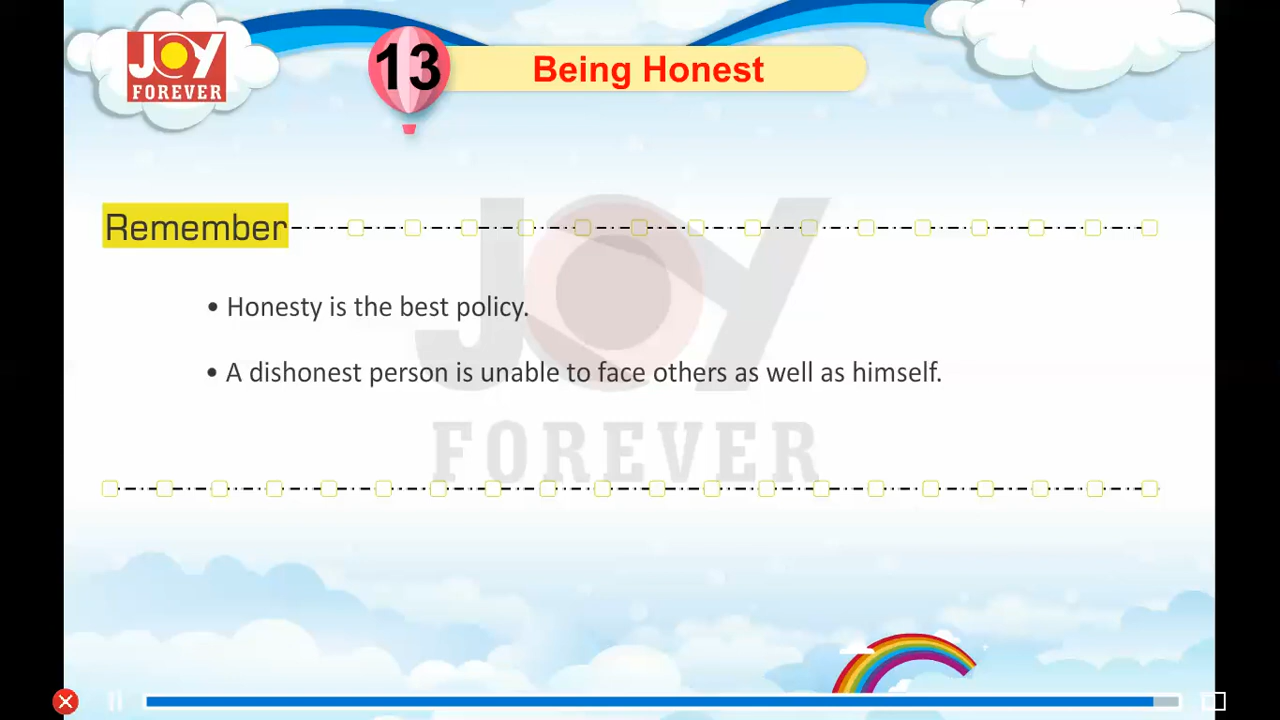 JOY
FOREVER
13
Being Honest
Remember
• Honesty is the best policy.
• A dishonest person is unable to face others as well as himself.
JOY
FOREVER